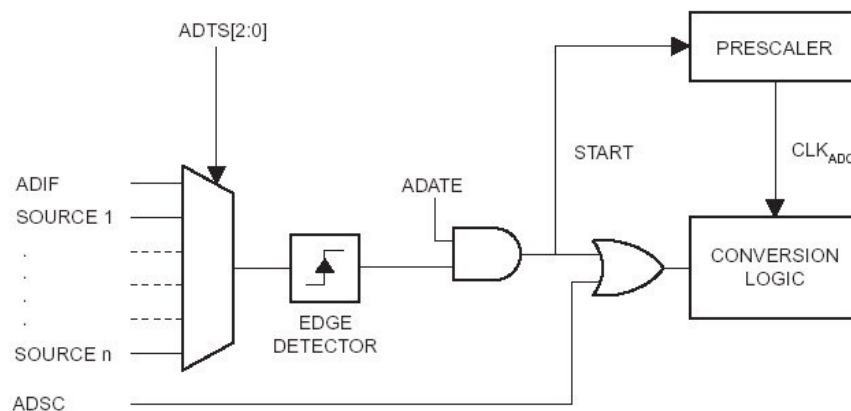 ADTS[2:0]
PRESCALER
START
CLKADC
ADIF
ADATE
SOURCE 1
.
.
.
.
CONVERSION
LOGIC
EDGE
DETECTOR
SOURCE n
ADSC